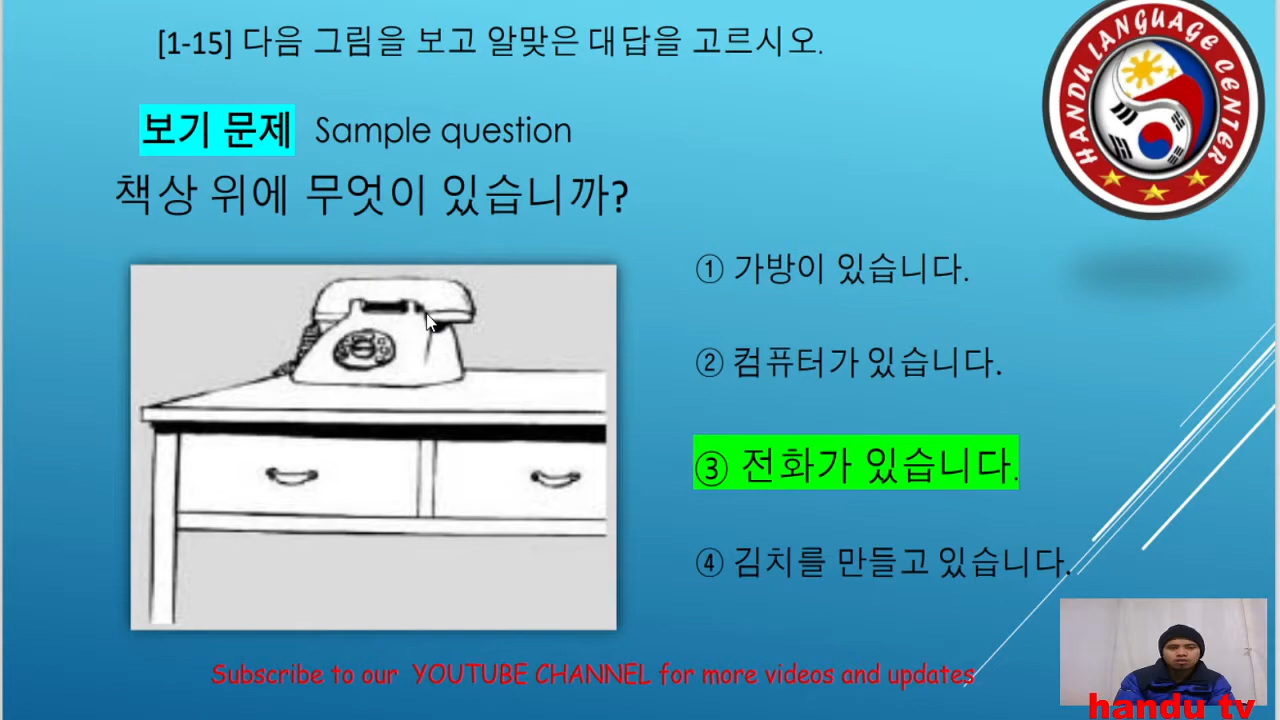 [1-15] 다음 그림을 보고 알맞은 대답을 고르시오.
보기 문제 Sample question
책상 위에 무엇이 있습니까?
① 가방이 있습니다.
② 컴퓨터가 있습니다.
③ 전화가 있습니다.
④ 김치를 만들고 있습니다.
Subscribe to our YOUTUBE CHANNEL for more videos and updates
HANDU LANGUAGE CENTER
handu tv